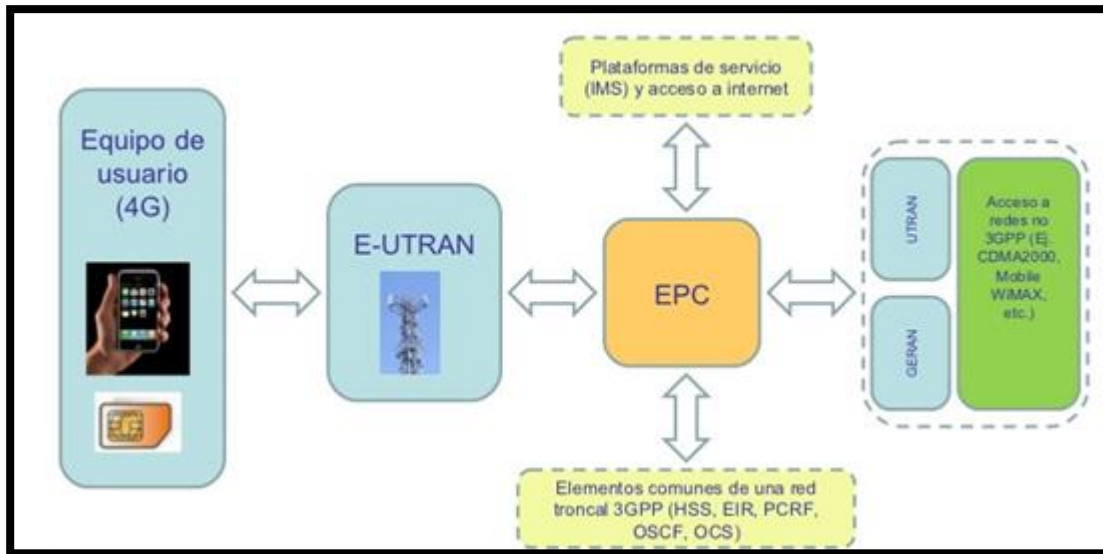 Plataformas de servicio
(IMS) y acceso a internet
Equipo de
usuario
(4G)
E-UTRAN
EPC
UTRAN
GERAN
Acceso a
redes no
3GPP (Ej.
CDMA2000,
Mobile
WiMAX,
etc.)
Elementos comunes de una red
troncal 3GPP (HSS, EIR, PCRF,
OSCF, OCS)